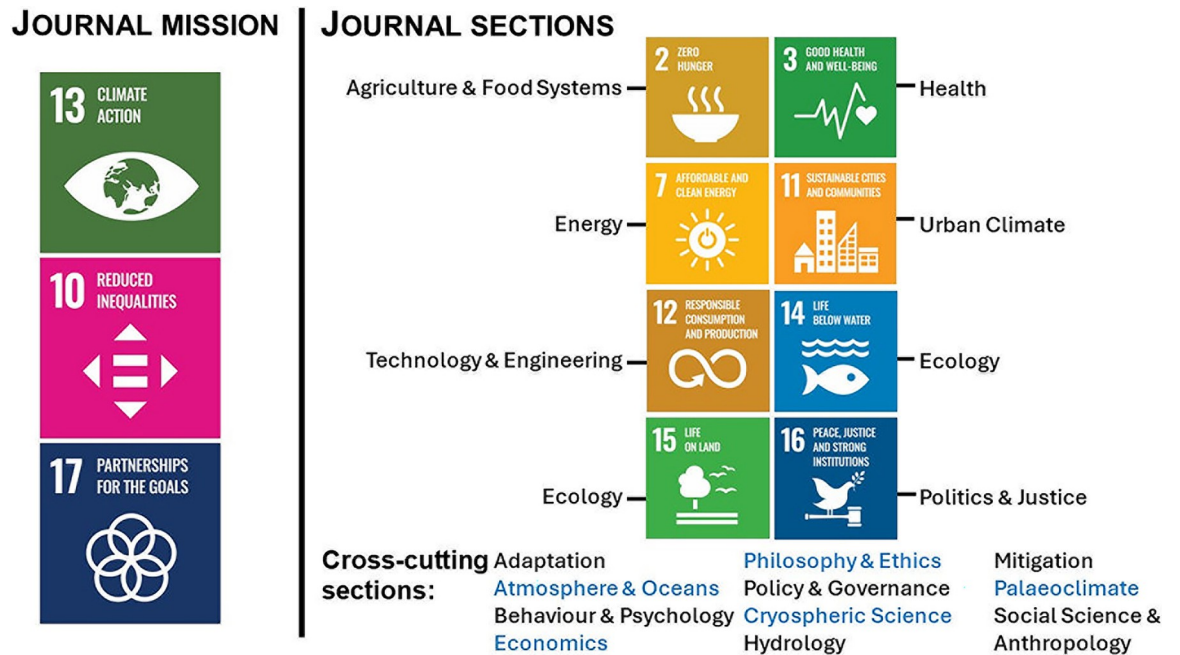 JOURNAL MISSION
13 CLIMATE
ACTION
10 REDUCED
INEQUALITIES
17 PARTNERSHIPS
FOR THE GOALS
JOURNAL SECTIONS
Agriculture & Food Systems
2 ZERO
HUNGER
3 GOOD HEALTH
AND WELL-BEING
Health
Energy
7 AFFORDABLE AND
CLEAN ENERGY
11 SUSTAINABLE CITIES
AND COMMUNITIES
Urban Climate
Technology & Engineering
12 RESPONSIBLE
CONSUMPTION
AND PRODUCTION
14 LIFE
BELOW WATER
Ecology
Ecology
15 LIFE
ON LAND
16 PEACE, JUSTICE
AND STRONG
INSTITUTIONS
Politics & Justice
Cross-cutting
sections:
Adaptation
Atmosphere & Oceans
Behaviour & Psychology
Economics
Philosophy & Ethics
Policy & Governance
Cryospheric Science
Hydrology
Mitigation
Palaeoclimate
Social Science &
Anthropology